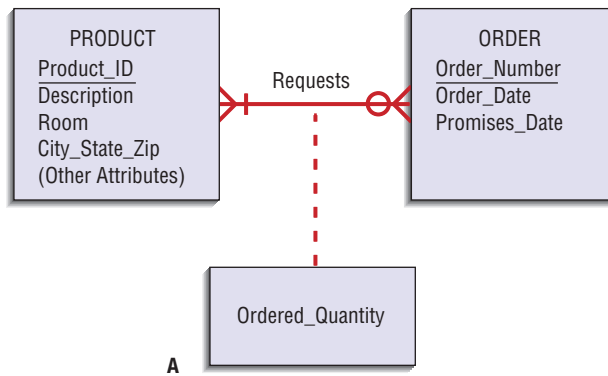 PRODUCT
Product_ID
Description
Room
City_State_Zip
(Other Attributes)
Requests
ORDER
Order_Number
Order_Date
Promises_Date
Ordered_Quantity
A